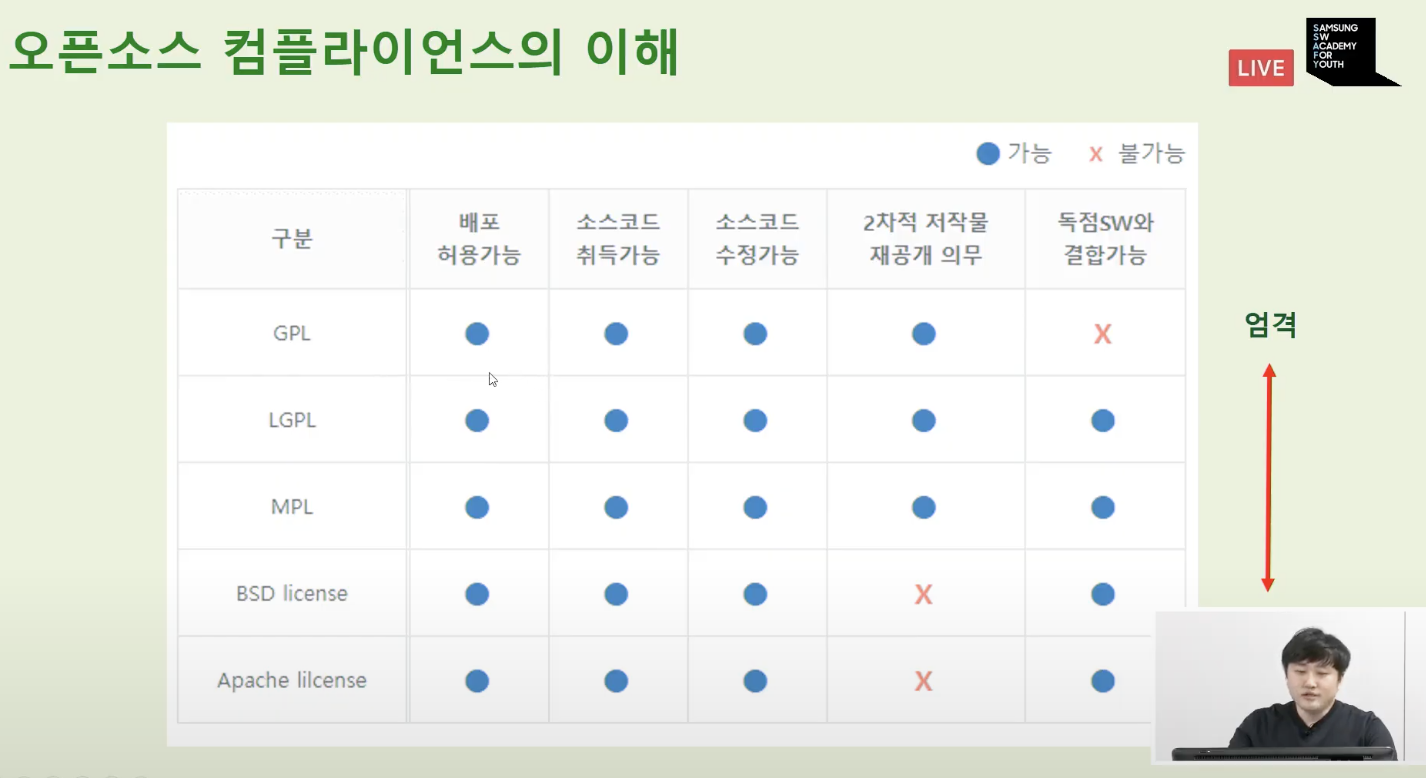 오픈소스 컴플라이언스의 이해
LIVE
SAMSUNG
SW
ACADEMY
FOR
YOUTH
가능 X 불가능
구분
배포
허용가능
소스코드
취득가능
소스코드
수정가능
2차적 저작물
재공개 의무
독점SW와
결합가능
GPL X
LGPL
MPL
BSD license X
Apache lilcense X
엄격